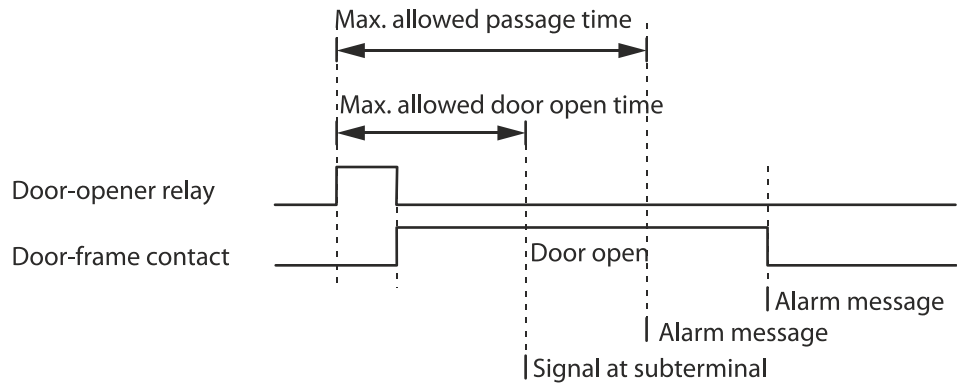 Max. allowed passage time
Max. allowed door open time
Door-opener relay
Door-frame contact
Door open
Alarm message
Alarm message
Signal at subterminal